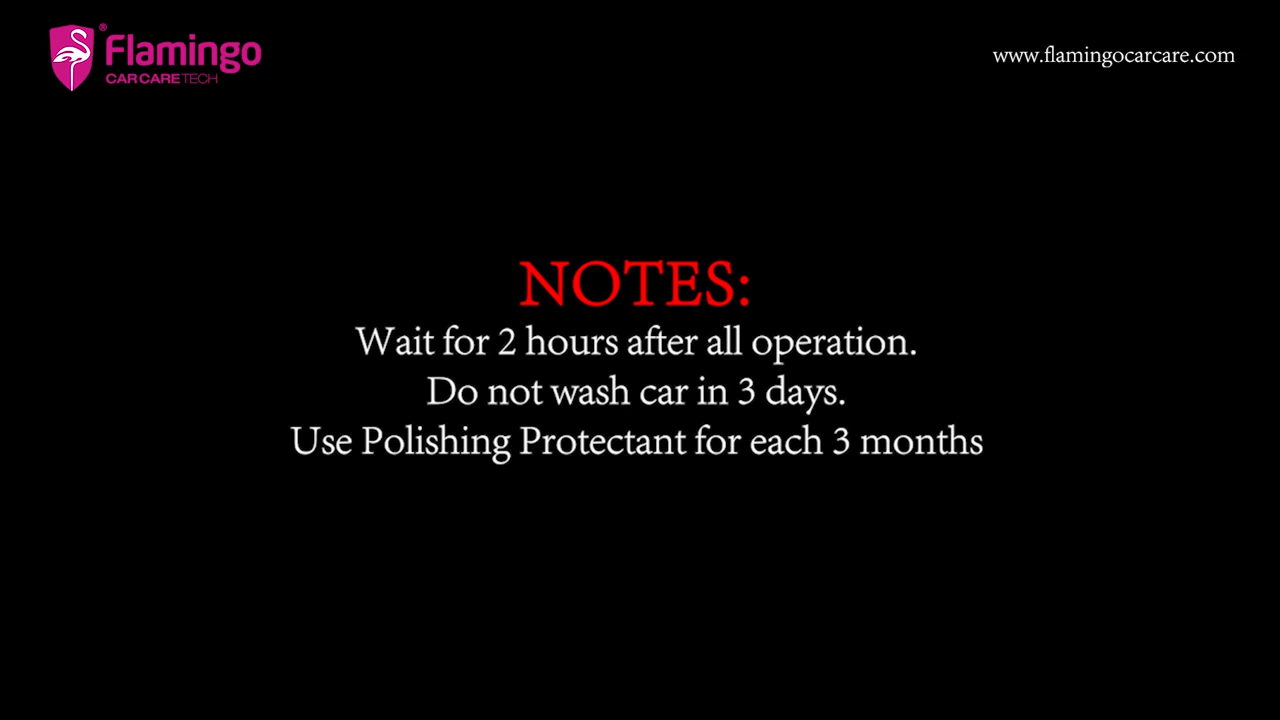 Flamingo®
CAR CARE TECH
www.flamingocarcare.com
NOTES:
Wait for 2 hours after all operation.
Do not wash car in 3 days.
Use Polishing Protectant for each 3 months